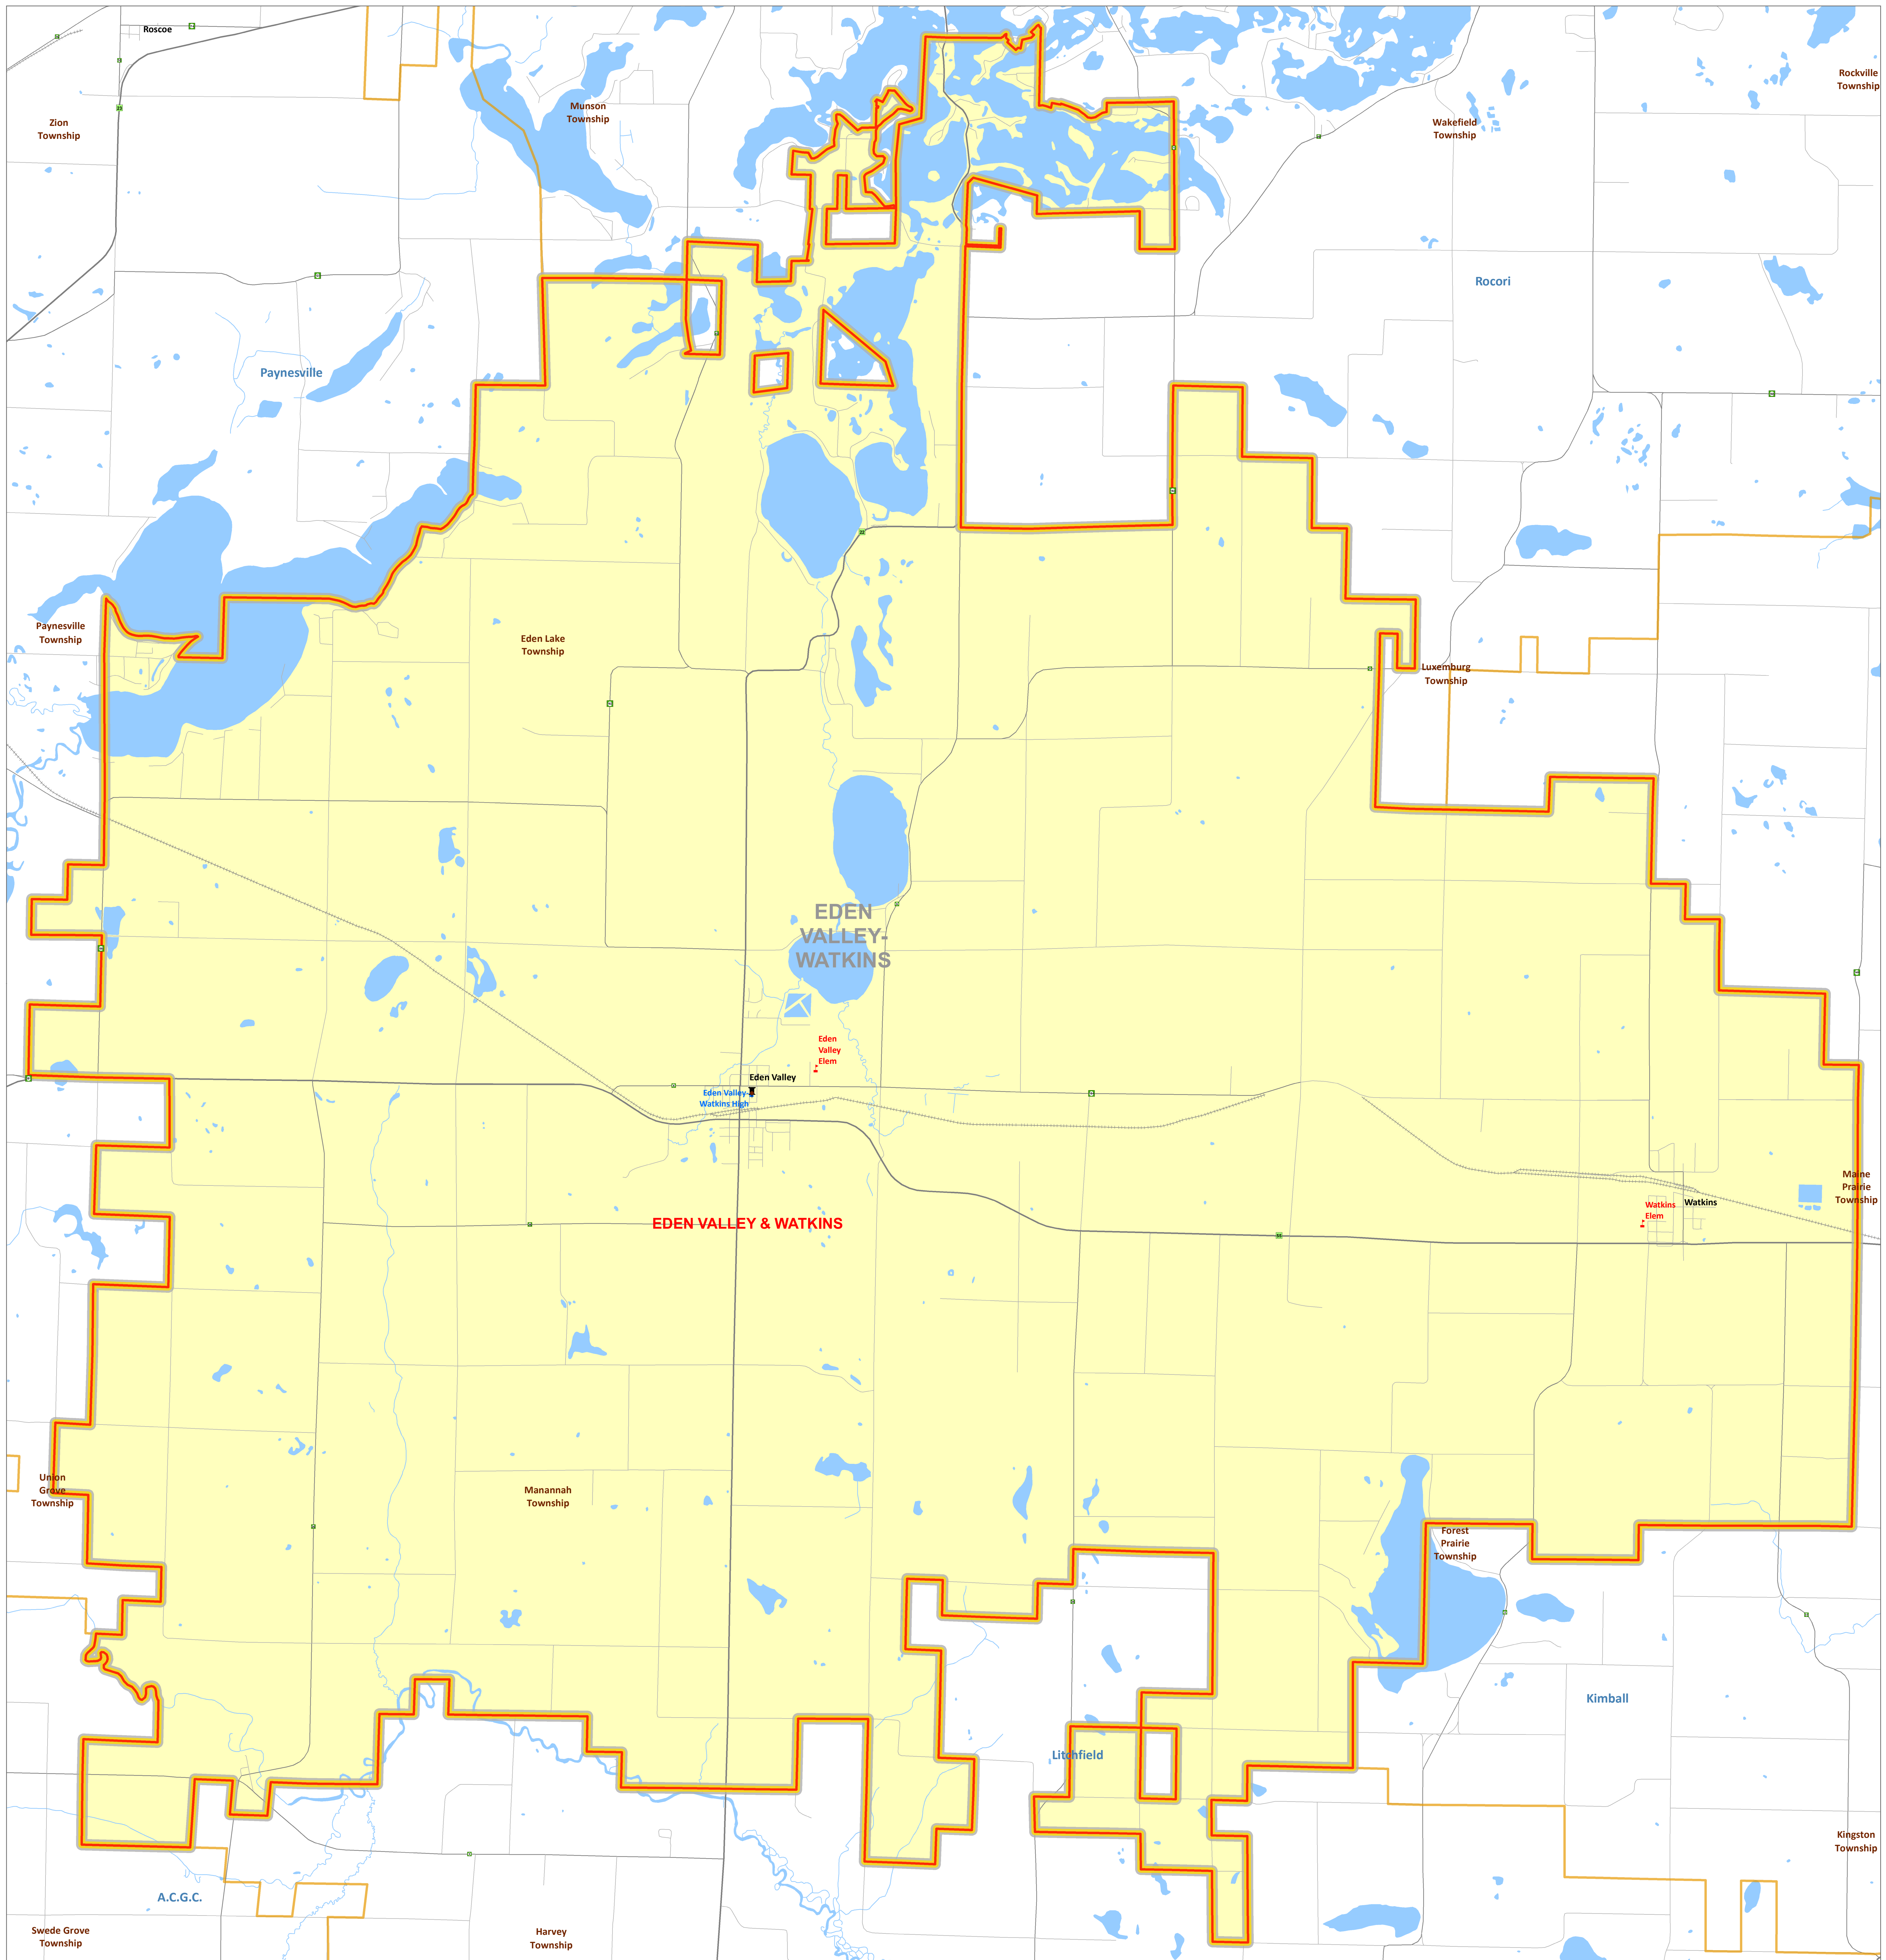 Roscoe
Zion
Township
Munson
Township
Wakefield
Township
Rockville
Township
Rocori
Paynesville
Paynesville
Township
Eden Lake
Township
Luxemburg
Township
EDEN
VALLEY-
WATKINS
Eden
Valley
Elem
Eden Valley
Eden Valley-
Watkins High
EDEN VALLEY & WATKINS
Maine
Prairie
Township
Watkins
Elem
Watkins
Union
Grove
Township
Manannah
Township
Forest
Prairie
Township
Kimball
Litchfield
Kingston
Township
A.C.G.C.
Swede Grove
Township
Harvey
Township